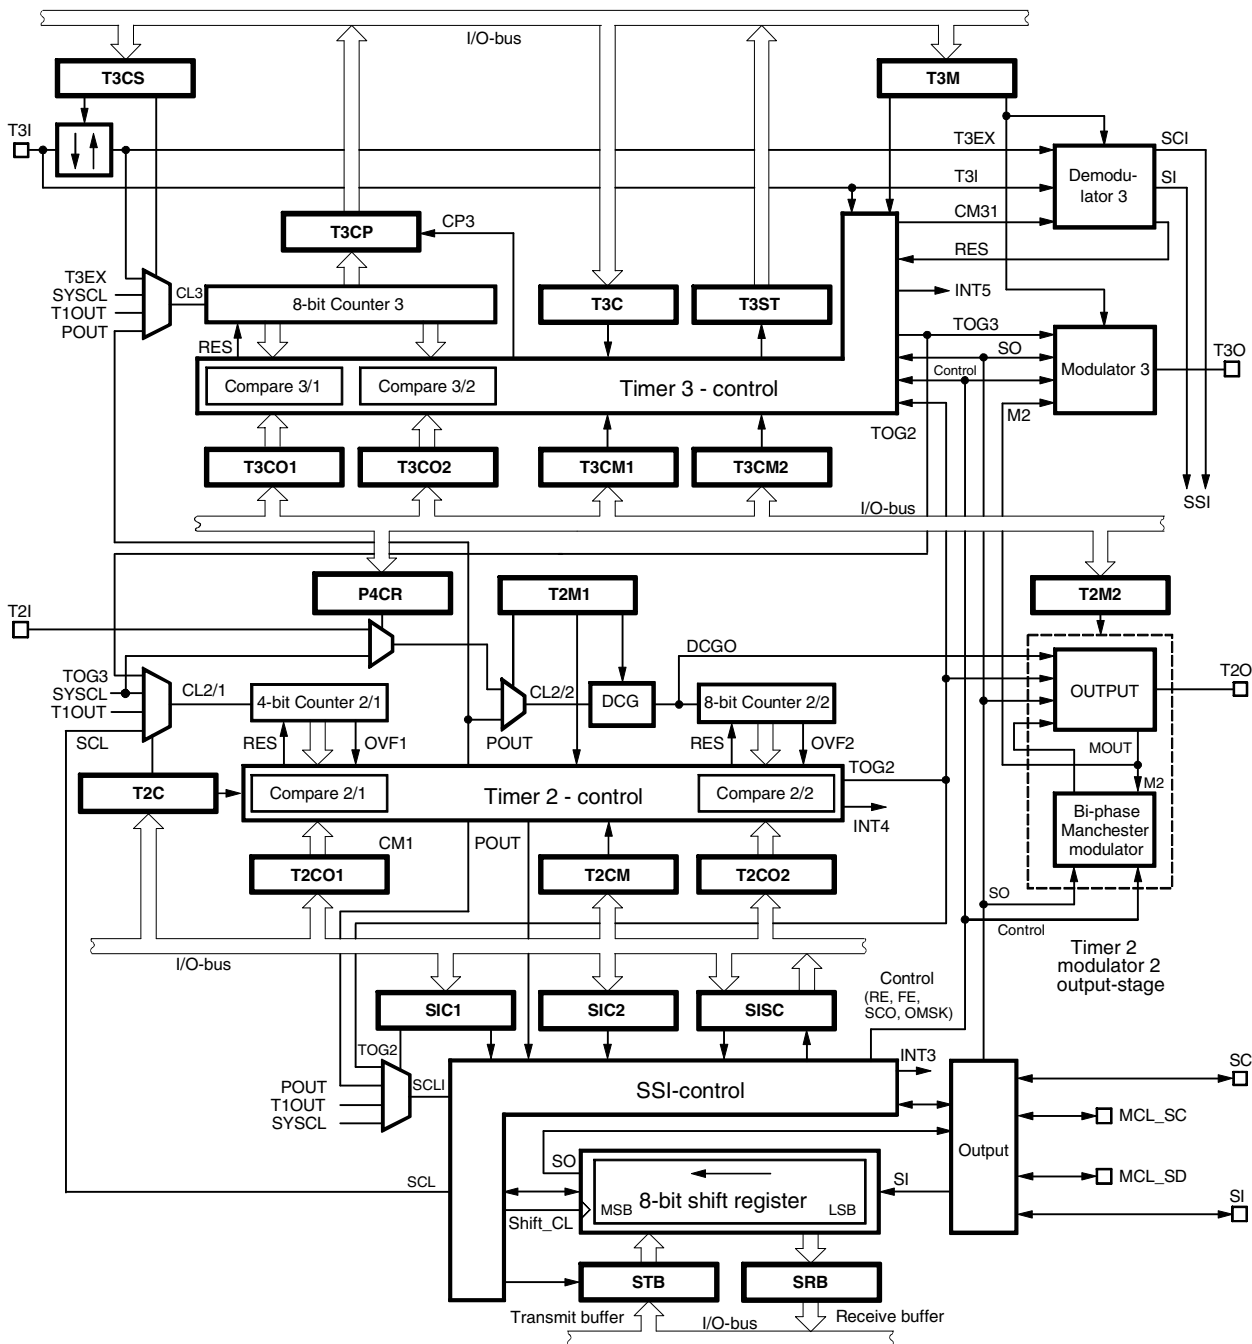 I/O-bus
T3CS
T3M
T3I
T3EX
SCI
Demodu-
lator 3
T3I
SI
T3CP
CP3
CM31
RES
T3EX
SYSCL
T1OUT
POUT
CL3
8-bit Counter 3
T3C
T3ST
INT5
RES
TOG3
SO
Control
M2
Modulator 3
T3O
Compare 3/1
Compare 3/2
Timer 3 - control
TOG2
T3CO1
T3CO2
T3CM1
T3CM2
SSI
I/O-bus
P4CR
T2M1
T2M2
T2I
DCGO
TOG3
SYSCL
T1OUT
SCL
CL2/1
4-bit Counter 2/1
CL2/2
DCG
8-bit Counter 2/2
OUTPUT
T2O
RES
OVF1
POUT
RES
OVF2
MOUT
T2C
Compare 2/1
Timer 2 - control
Compare 2/2
TOG2
M2
INT4
Bi-phase
Manchester
modulator
CM1
POUT
T2CO1
T2CM
T2CO2
SO
Control
I/O-bus
Timer 2
modulator 2
output-stage
SIC1
SIC2
SISC
Control
(RE, FE,
SCO, OMSK)
TOG2
POUT
T1OUT
SYSCL
SCLI
SSI-control
INT3
SC
MCL_SC
Output
SO
SI
MCL_SD
SI
SCL
8-bit shift register
MSB
LSB
Shift_CL
STB
SRB
Transmit buffer
I/O-bus
Receive buffer